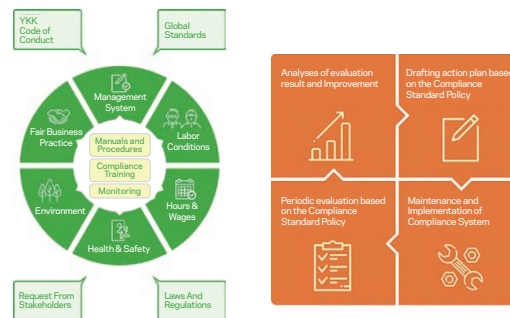 YKK
Code of
Conduct
Global
Standards
Management
System
Fair Business
Practice
Labor
Conditions
Manuals and
Procedures
Compliance
Training
Monitoring
Environment
Hours &
Wages
Health & Safety
Request From
Stakeholders
Laws And
Regulations
Analyses of evaluation
result and Improvement
Drafting action plan based
on the Compliance
Standard Policy
Periodic evaluation based
on the Compliance
Standard Policy
Maintenance and
Implementation of
Compliance System